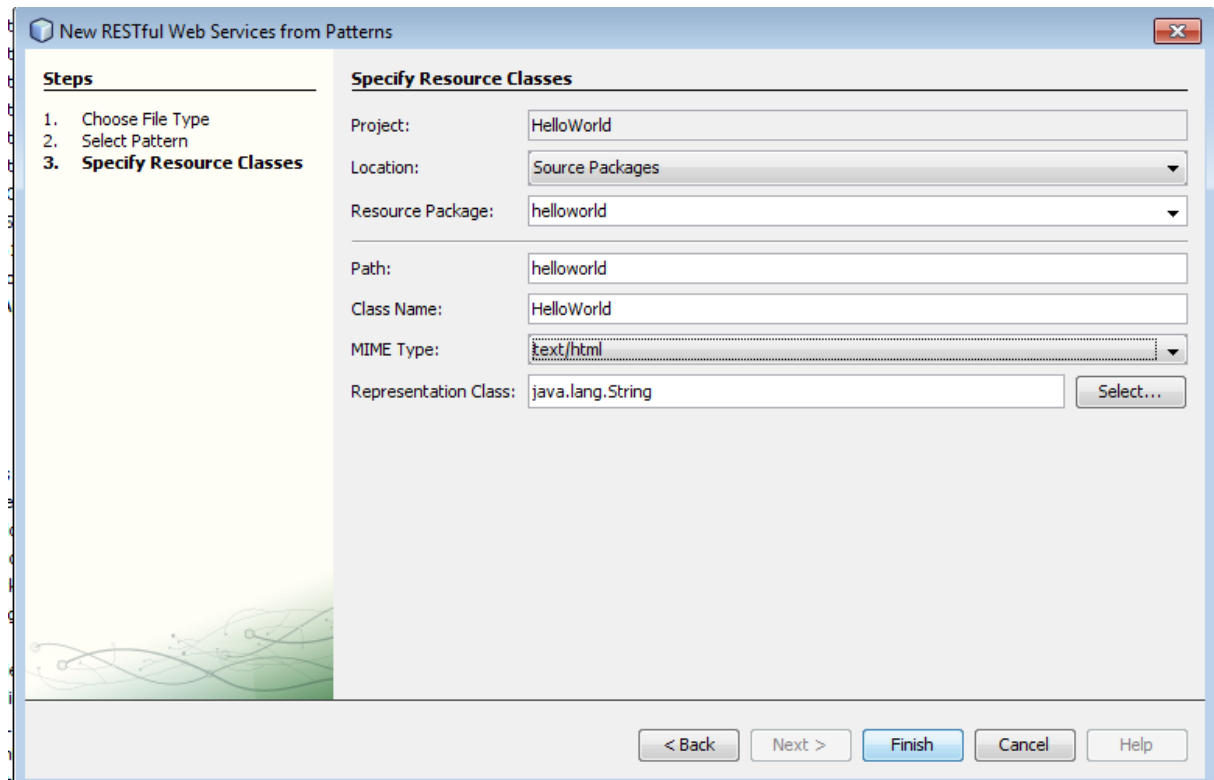 New RESTful Web Services from Patterns
Steps
1. Choose File Type
2. Select Pattern
3. Specify Resource Classes
Specify Resource Classes
Project: HelloWorld
Location: Source Packages
Resource Package: helloworld
Path: helloworld
Class Name: HelloWorld
MIME Type: text/html
Representation Class: java.lang.String Select...
< Back Next > Finish Cancel Help